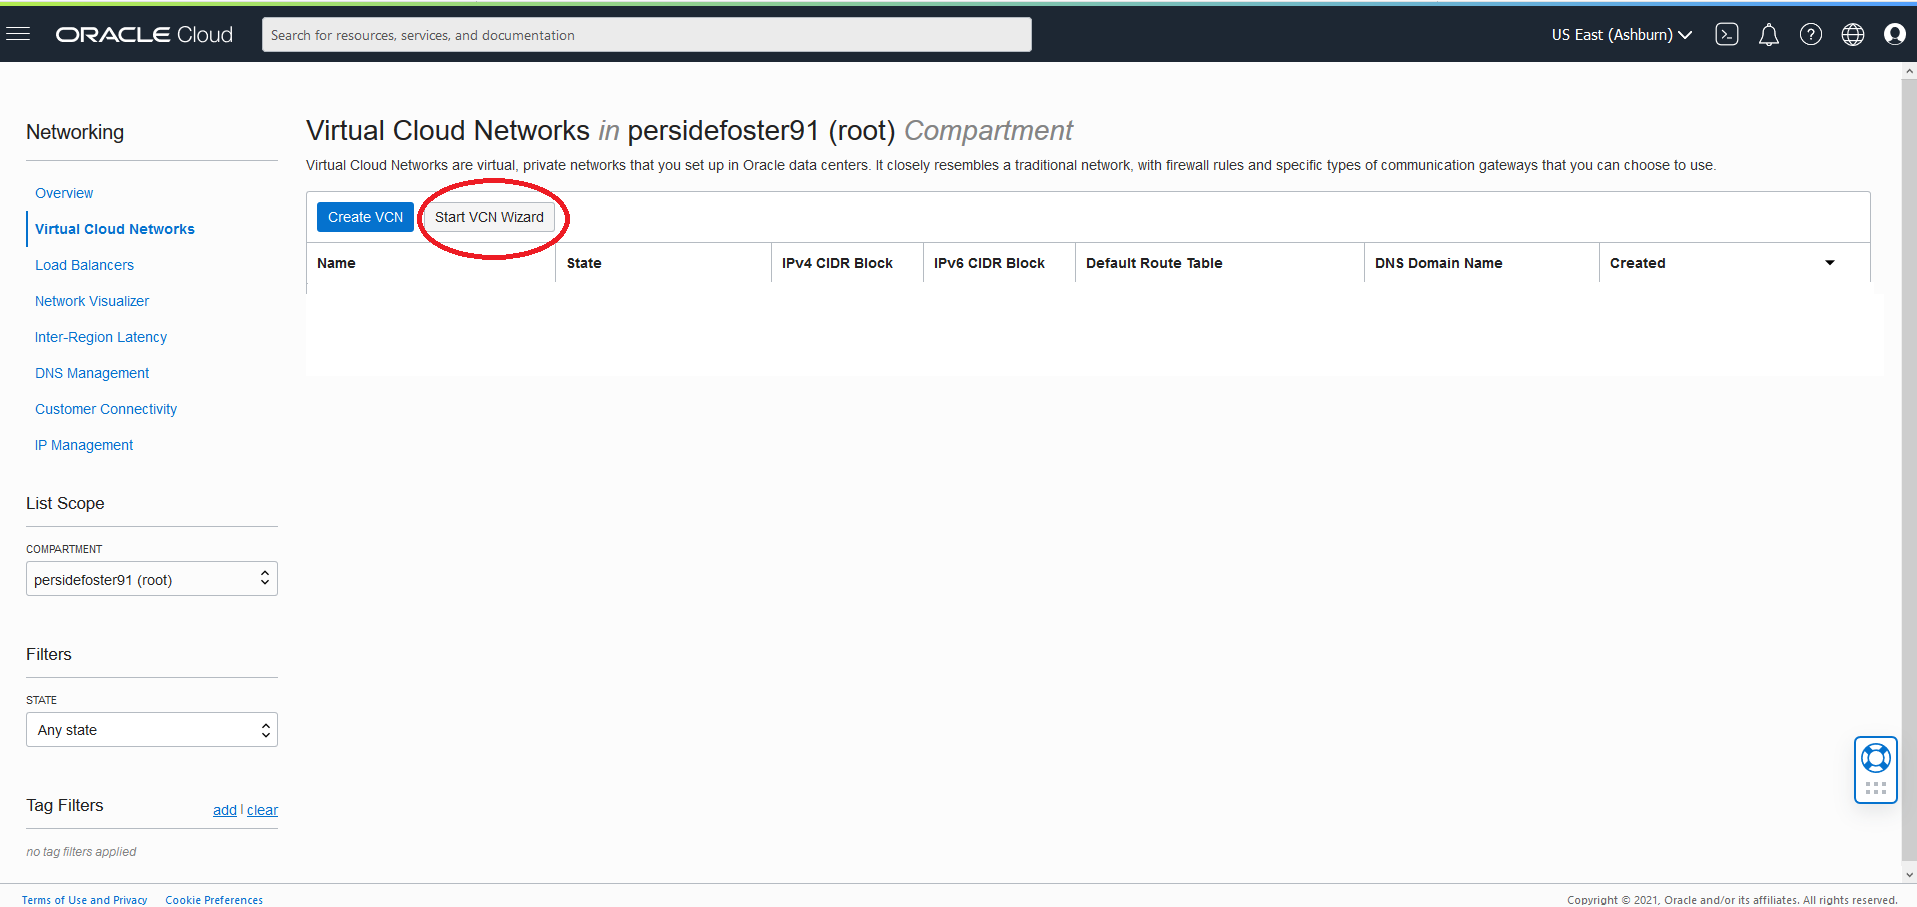 ORACLE Cloud
Search for resources, services, and documentation
US East (Ashburn)
Networking
Overview
Virtual Cloud Networks
Load Balancers
Network Visualizer
Inter-Region Latency
DNS Management
Customer Connectivity
IP Management
List Scope
COMPARTMENT
persidefoster91 (root)
Filters
STATE
Any state
Tag Filters add | clear
no tag filters applied
Virtual Cloud Networks in persidefoster91 (root) Compartment
Virtual Cloud Networks are virtual, private networks that you set up in Oracle data centers. It closely resembles a traditional network, with firewall rules and specific types of communication gateways that you can choose to use.
Create VCN Start VCN Wizard
Name State IPv4 CIDR Block IPv6 CIDR Block Default Route Table DNS Domain Name Created
Terms of Use and Privacy Cookie Preferences
Copyright © 2021, Oracle and/or its affiliates. All rights reserved.